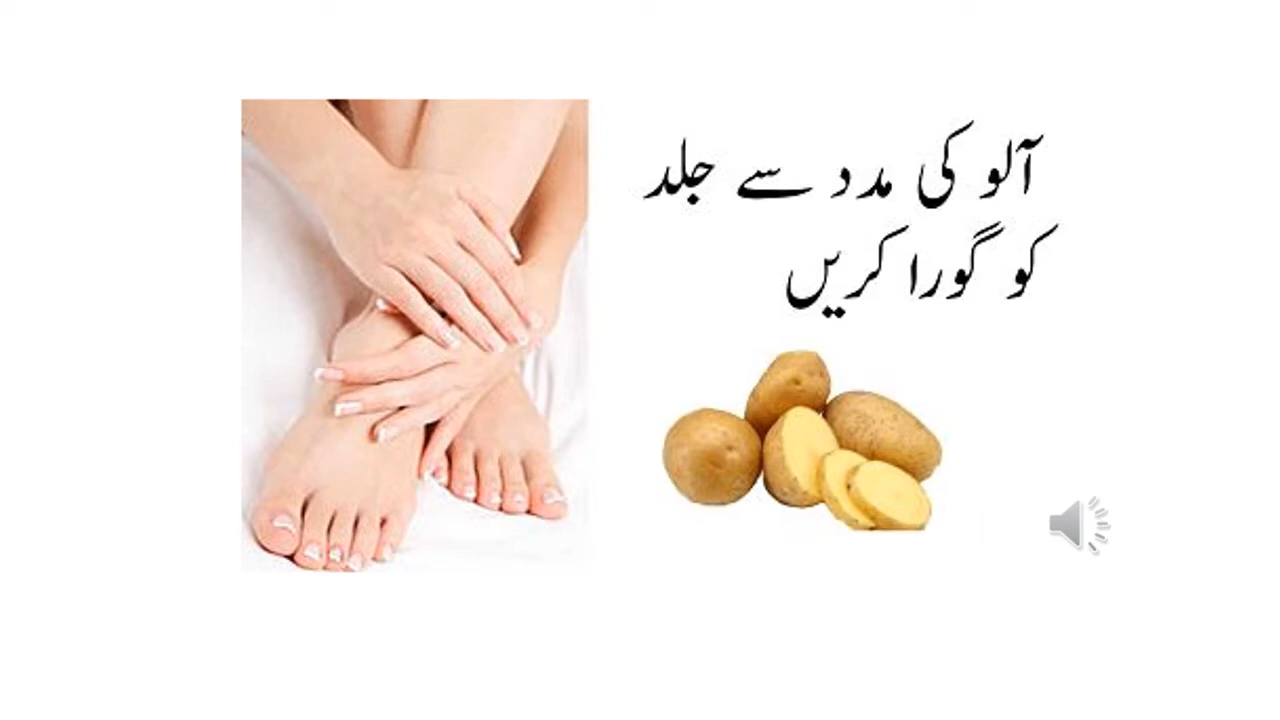 آلو کی مدد سے جلد
کو گورا کریں